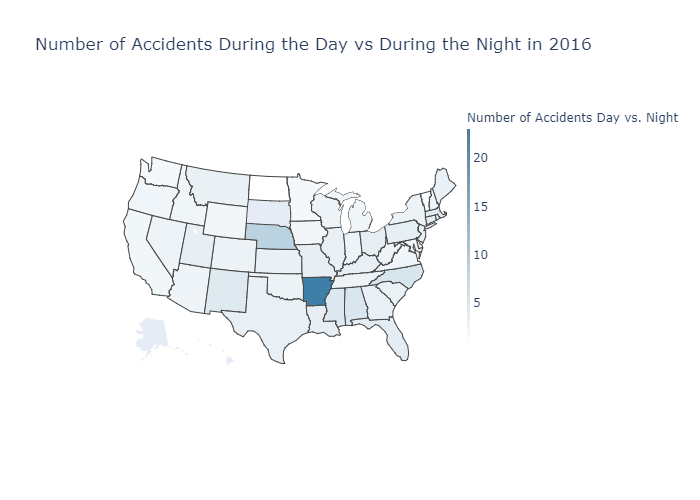 Number of Accidents During the Day vs During the Night in 2016
Number of Accidents Day vs. Night
20
15
10
5